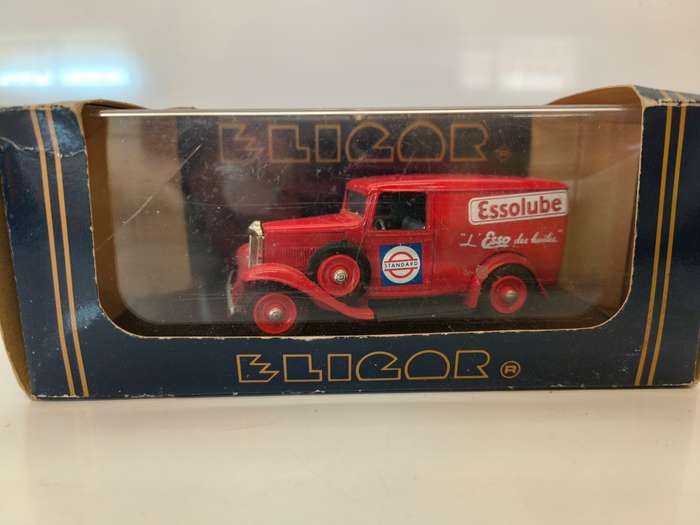 ELIGOR ®
Essolube
"L'Esso des huiles"
STANDARD
ELIGOR ®